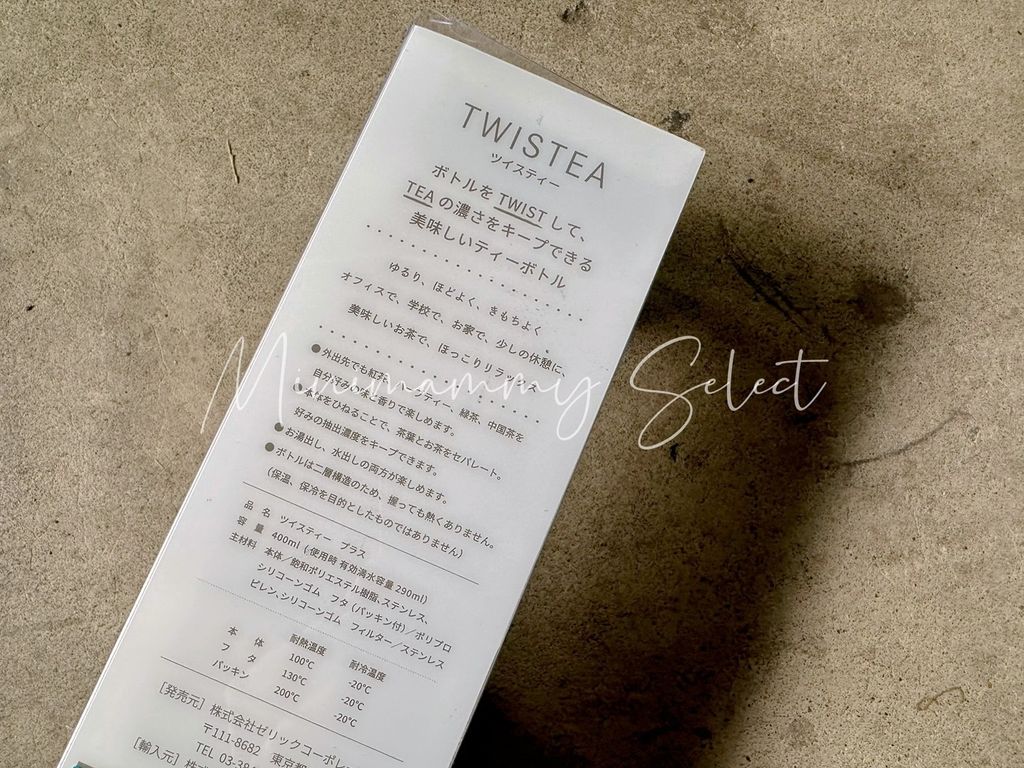 TWISTEA
ツイスティー
ボトルを TWIST して、
TEA の濃さをキープできる
美味しいティーボトル
ゆるり、ほどよく、きもちよく
オフィスで、学校で、お家で、少しの休憩に、
美味しいお茶で、ほっこりリラックス
Minimammy Select
●外出先でも紅茶、ティー、緑茶、中国茶を
自分好みの味と香りで楽しめます。
●本体をひねることで、茶葉とお茶をセパレート。
好みの抽出濃度をキープできます。
●お湯出し、水出しの両方が楽しめます。
●ボトルは二層構造のため、握っても熱くありません。
（保温、保冷を目的としたものではありません）
品 名 ツイスティー プラス
容 量 400ml（使用時 有効満水容量 290ml）
主材料 本体／飽和ポリエステル樹脂、ステンレス、
シリコーンゴム フタ（パッキン付）／ポリプロ
ピレン、シリコーンゴム フィルター／ステンレス
耐熱温度 耐冷温度
本 体 100℃ -20℃
フ タ 130℃ -20℃
パッキン 200℃ -20℃
［発売元］株式会社ゼリックコーポレ
〒111-8682 東京都
TEL 03-38
［輸入元］株式